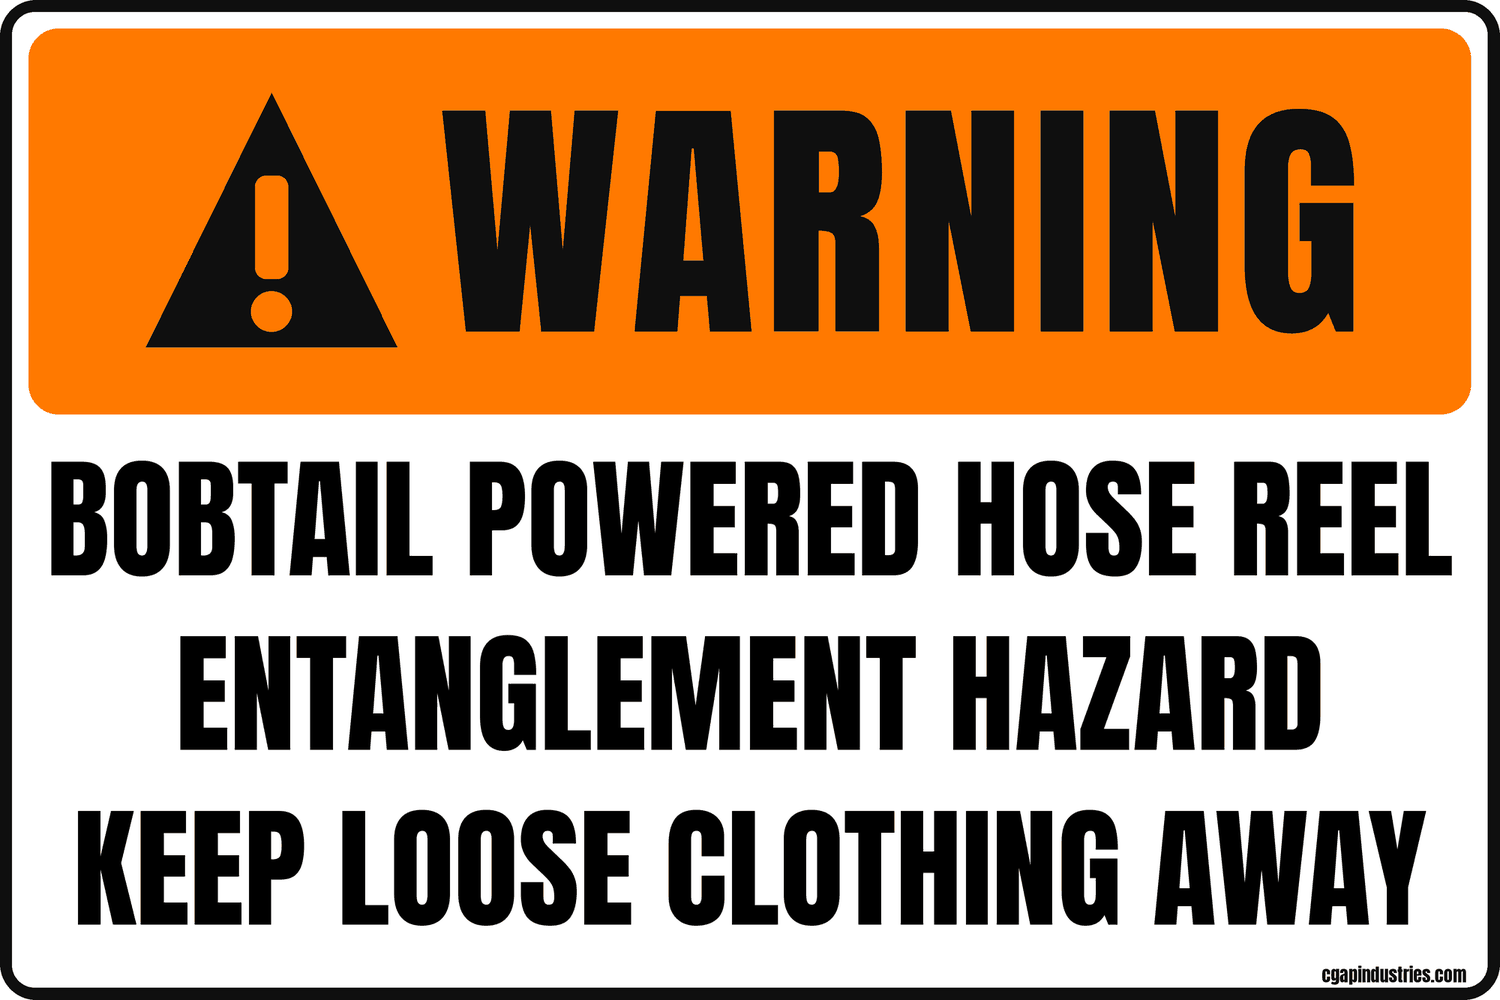 WARNING
BOBTAIL POWERED HOSE REEL
ENTANGLEMENT HAZARD
KEEP LOOSE CLOTHING AWAY
cgapindustries.com